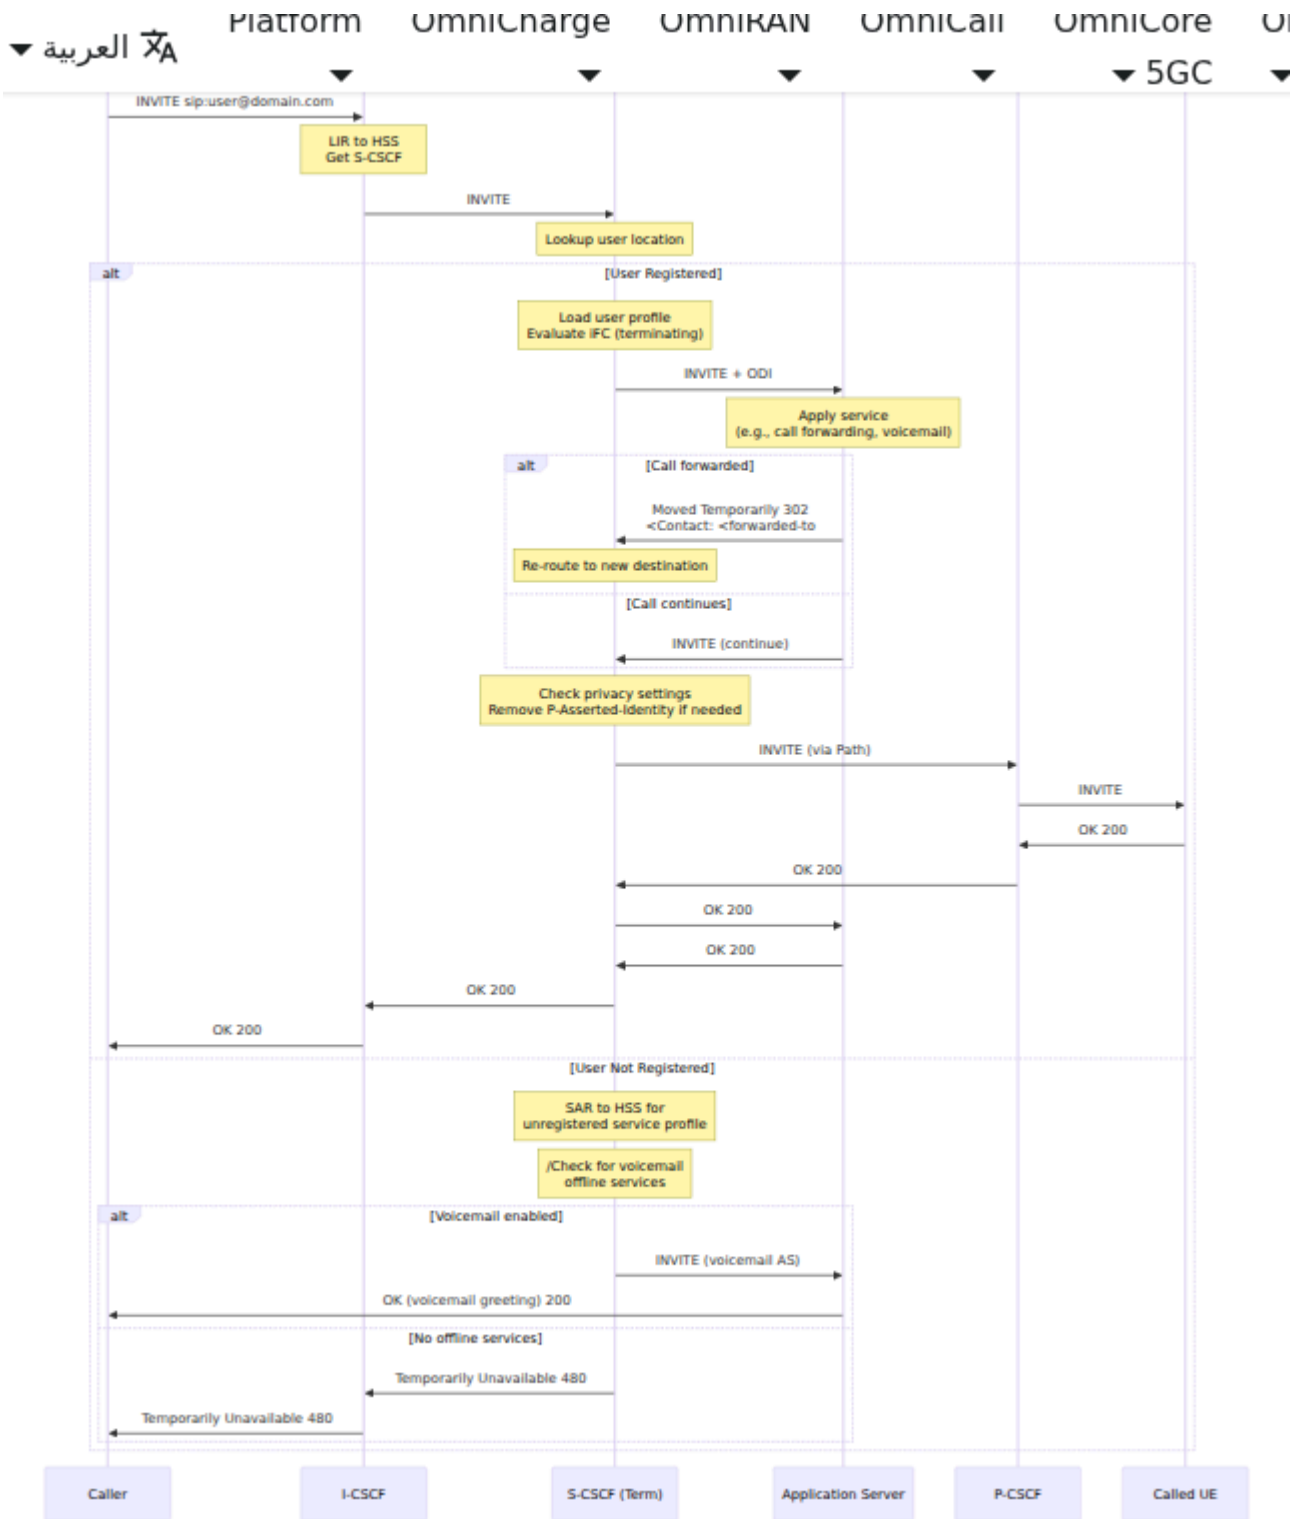 Platform OmniCharge OmniRAN OmniCall OmniCore
العربية
5GC
INVITE sip:user@domain.com
LIR to HSS
Get S-CSCF
INVITE
Lookup user location
alt
[User Registered]
Load user profile
Evaluate iFC (terminating)
INVITE + ODI
Apply service
(e.g., call forwarding, voicemail)
alt
[Call forwarded]
Moved Temporarily 302
<Contact: <forwarded-to
Re-route to new destination
[Call continues]
INVITE (continue)
Check privacy settings
Remove P-Asserted-Identity if needed
INVITE (via Path)
INVITE
OK 200
OK 200
OK 200
OK 200
OK 200
OK 200
[User Not Registered]
SAR to HSS for
unregistered service profile
/Check for voicemail
offline services
alt
[Voicemail enabled]
INVITE (voicemail AS)
OK (voicemail greeting) 200
[No offline services]
Temporarily Unavailable 480
Temporarily Unavailable 480
Caller
I-CSCF
S-CSCF (Term)
Application Server
P-CSCF
Called UE